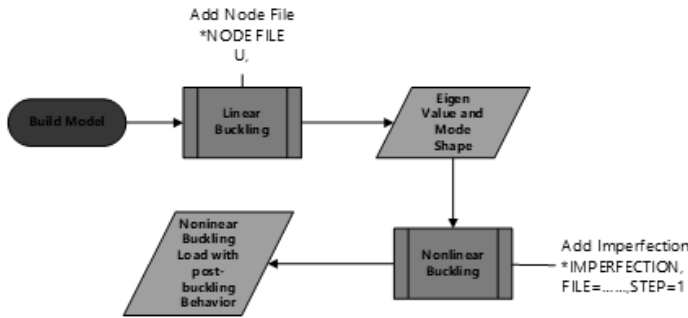 Add Node File
*NODE FILE
U,
Build Model
Linear
Buckling
Eigen
Value and
Mode
Shape
Noninear
Buckling
Load with
post-
buckling
Behavior
Nonlinear
Buckling
Add Imperfection
*IMPERFECTION,
FILE=......,STEP=1